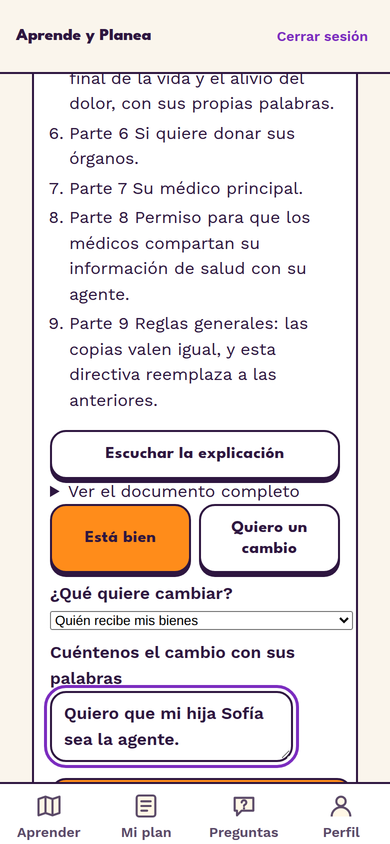 Aprende y Planea
Cerrar sesión
final de la vida y el alivio del
dolor, con sus propias palabras.
6. Parte 6 Si quiere donar sus
órganos.
7. Parte 7 Su médico principal.
8. Parte 8 Permiso para que los
médicos compartan su
información de salud con su
agente.
9. Parte 9 Reglas generales: las
copias valen igual, y esta
directiva reemplaza a las
anteriores.
Escuchar la explicación
Ver el documento completo
Está bien
Quiero un
cambio
¿Qué quiere cambiar?
Quién recibe mis bienes
Cuéntenos el cambio con sus
palabras
Quiero que mi hija Sofía
sea la agente.
Aprender
Mi plan
Preguntas
Perfil